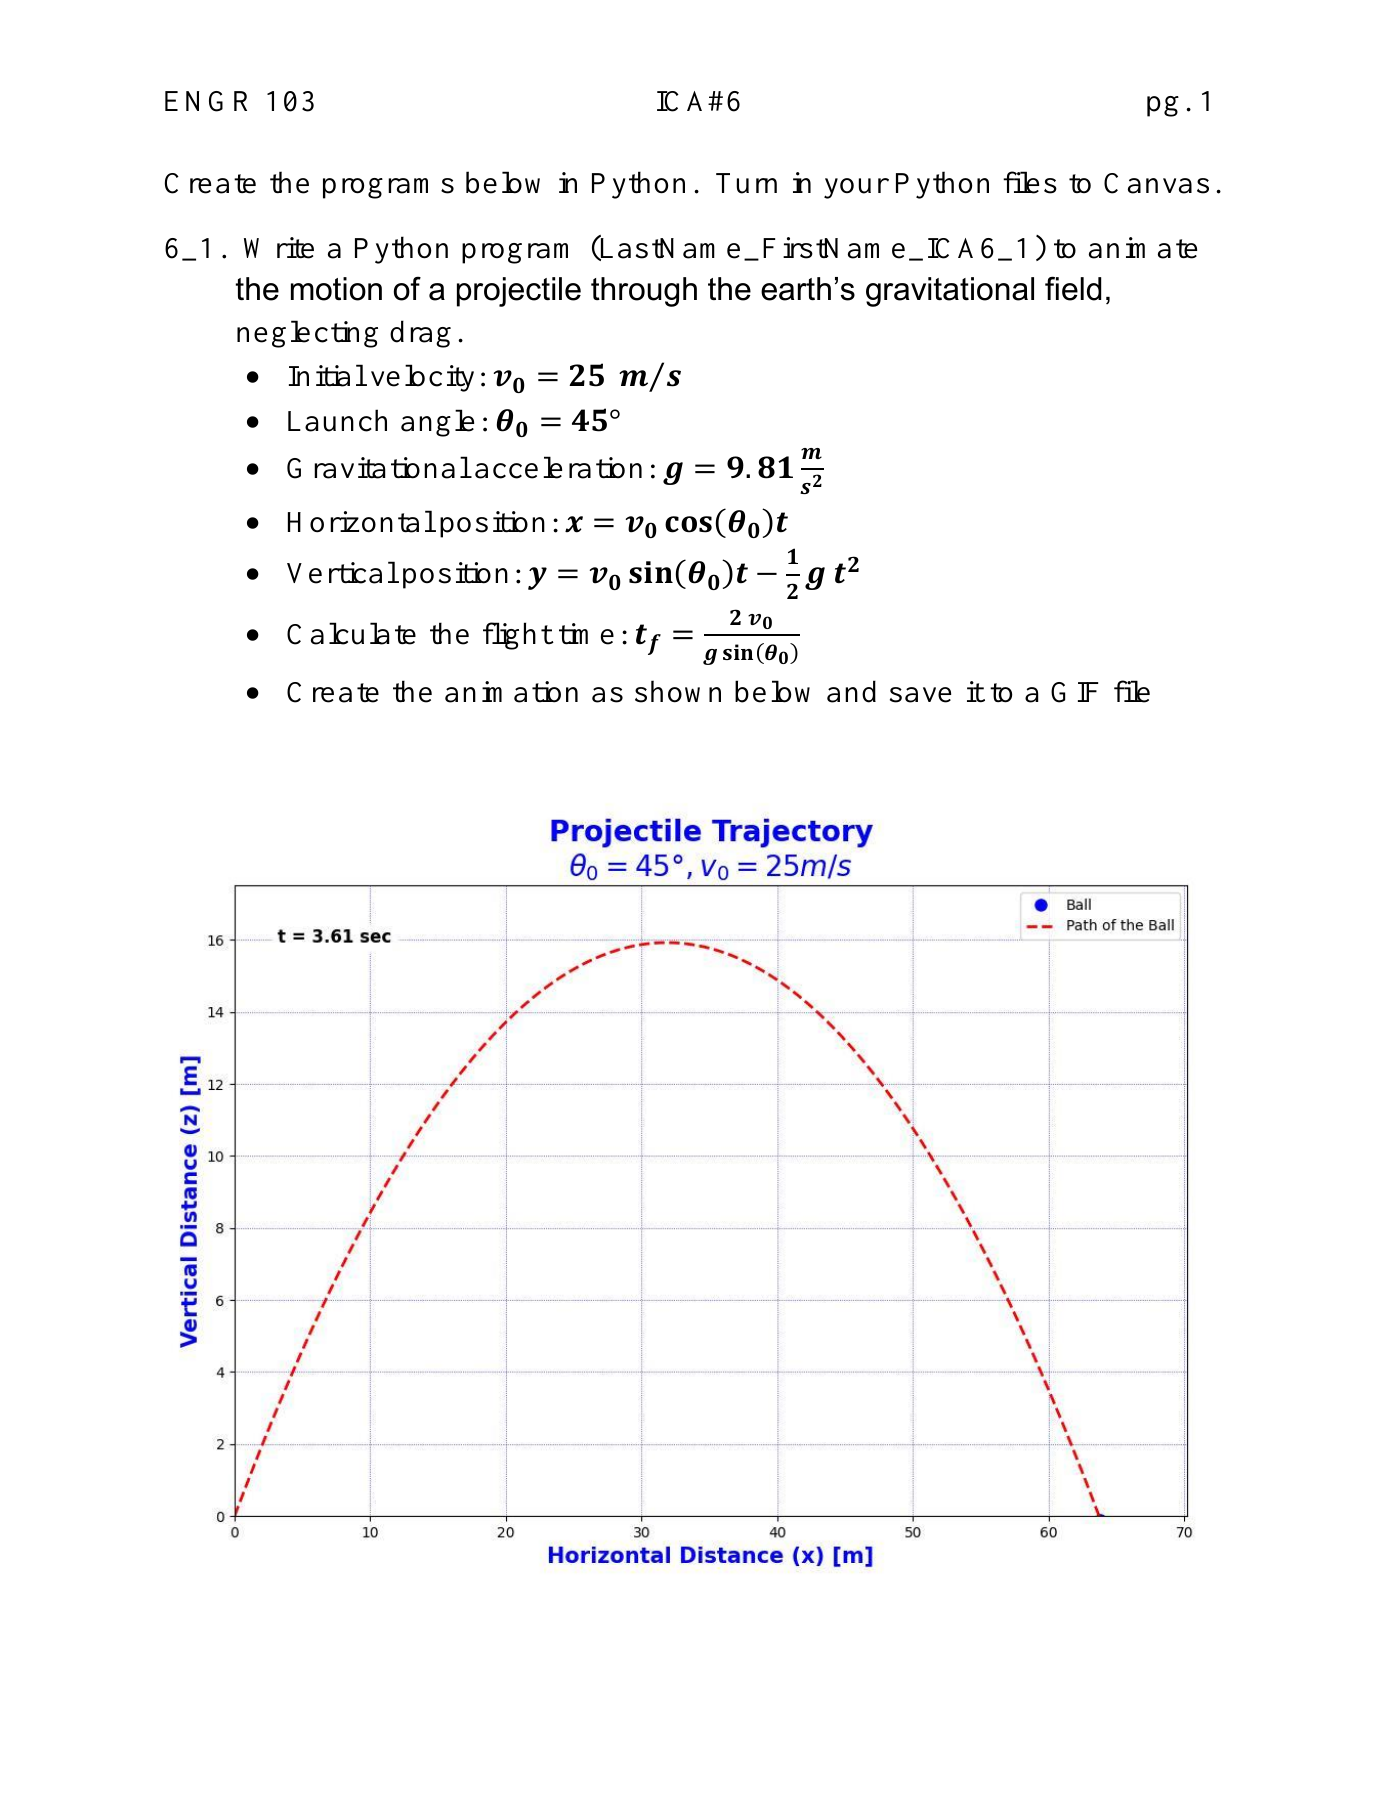 ENGR 103 ICA#6 pg. 1
Create the programs below in Python. Turn in your Python files to Canvas.
6_1. Write a Python program (LastName_FirstName_ICA6_1) to animate
the motion of a projectile through the earth’s gravitational field,
neglecting drag.
• Initial velocity: v₀ = 25 m/s
• Launch angle: θ₀ = 45°
• Gravitational acceleration: g = 9.81 m/s²
• Horizontal position: x = v₀ cos(θ₀)t
• Vertical position: y = v₀ sin(θ₀)t − 1/2 g t²
• Calculate the flight time: t_f = 2 v₀ / g sin(θ₀)
• Create the animation as shown below and save it to a GIF file
Projectile Trajectory
θ₀ = 45°, v₀ = 25m/s
Ball
Path of the Ball
t = 3.61 sec
16
14
12
10
8
6
4
2
0
Vertical Distance (z) [m]
0 10 20 30 40 50 60 70
Horizontal Distance (x) [m]